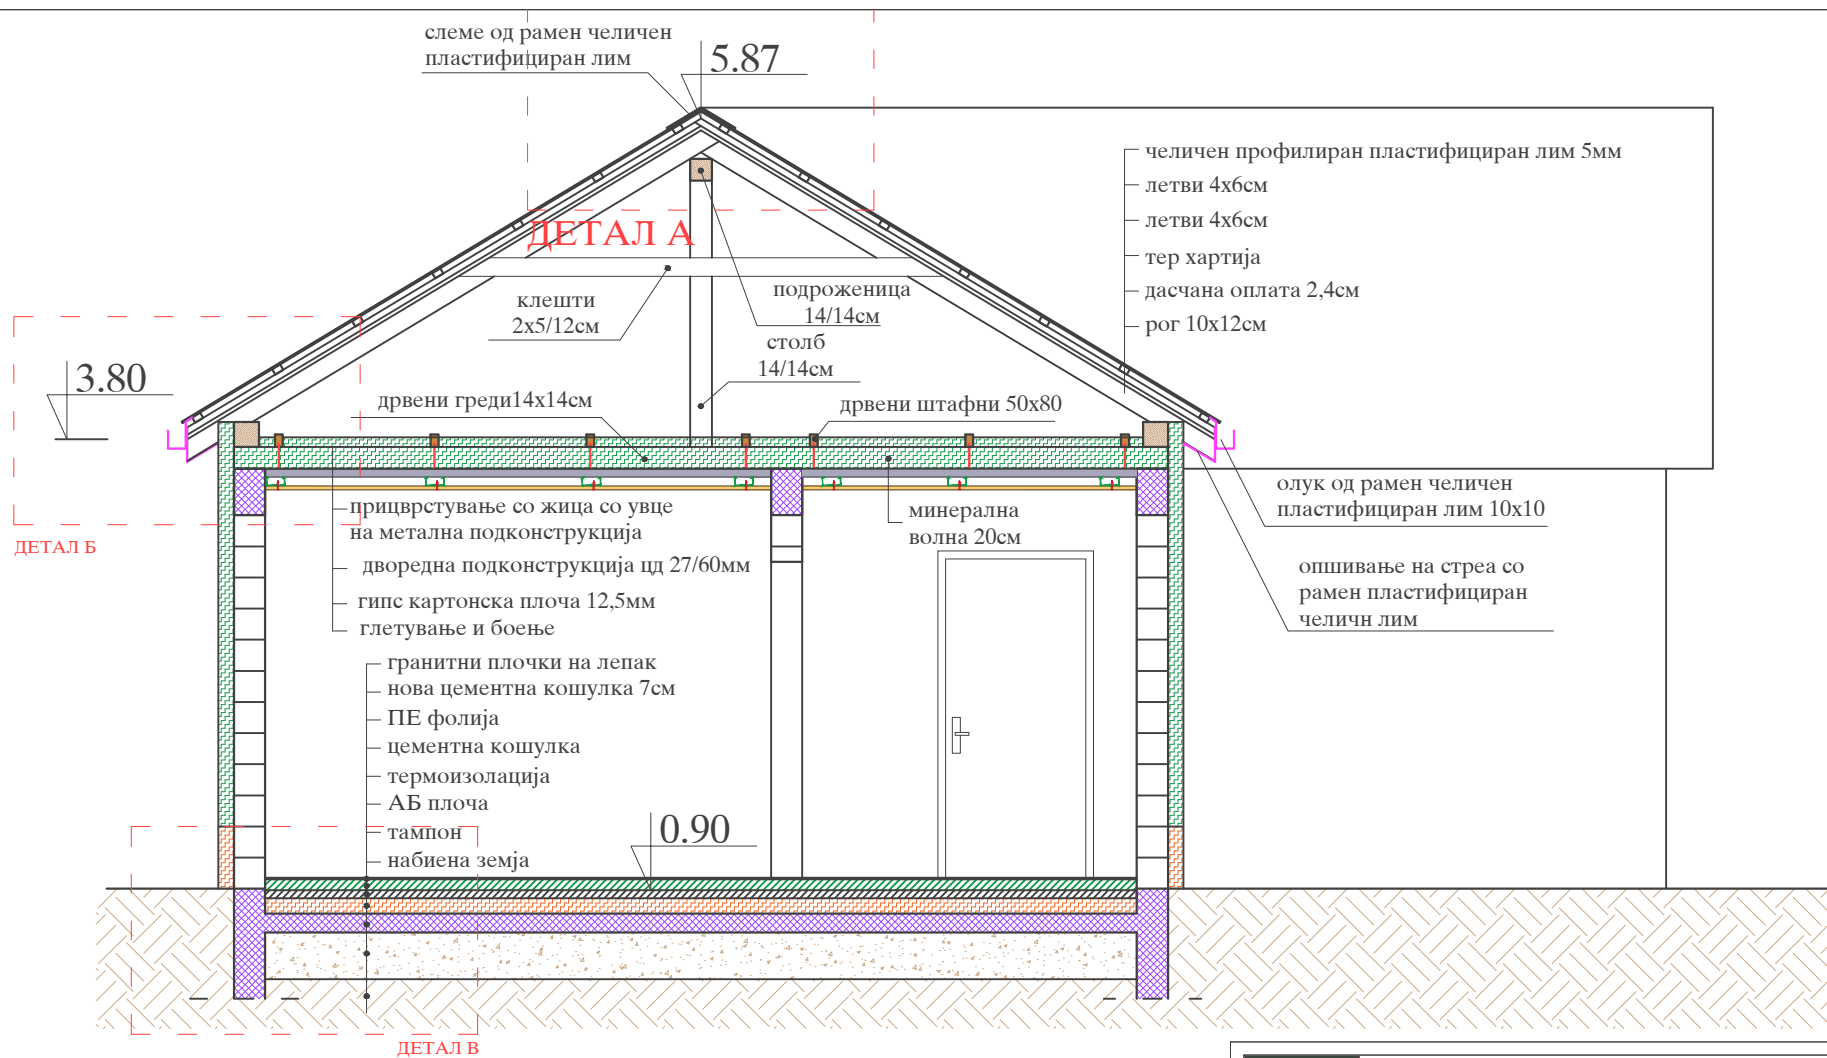 слеме од рамен челичен
пластифициран лим
5.87
челичен профилиран пластифициран лим 5мм
летви 4х6см
летви 4х6см
тер хартија
дасчана оплата 2,4см
рог 10х12см
ДЕТАЛ А
клешти
2х5/12см
подроженица
14/14см
столб
14/14см
3.80
дрвени греди14х14см
дрвени штафни 50х80
олук од рамен челичен
пластифициран лим 10х10
прицврстување со жица со увце
на метална подконструкција
минерална
волна 20см
ДЕТАЛ Б
дворедна подконструкција цд 27/60мм
опшивање на стреа со
рамен пластифициран
челичн лим
гипс картонска плоча 12,5мм
глетување и боење
гранитни плочки на лепак
нова цементна кошулка 7см
ПЕ фолија
цементна кошулка
термоизолација
АБ плоча
тампон
набиена земја
0.90
ДЕТАЛ В